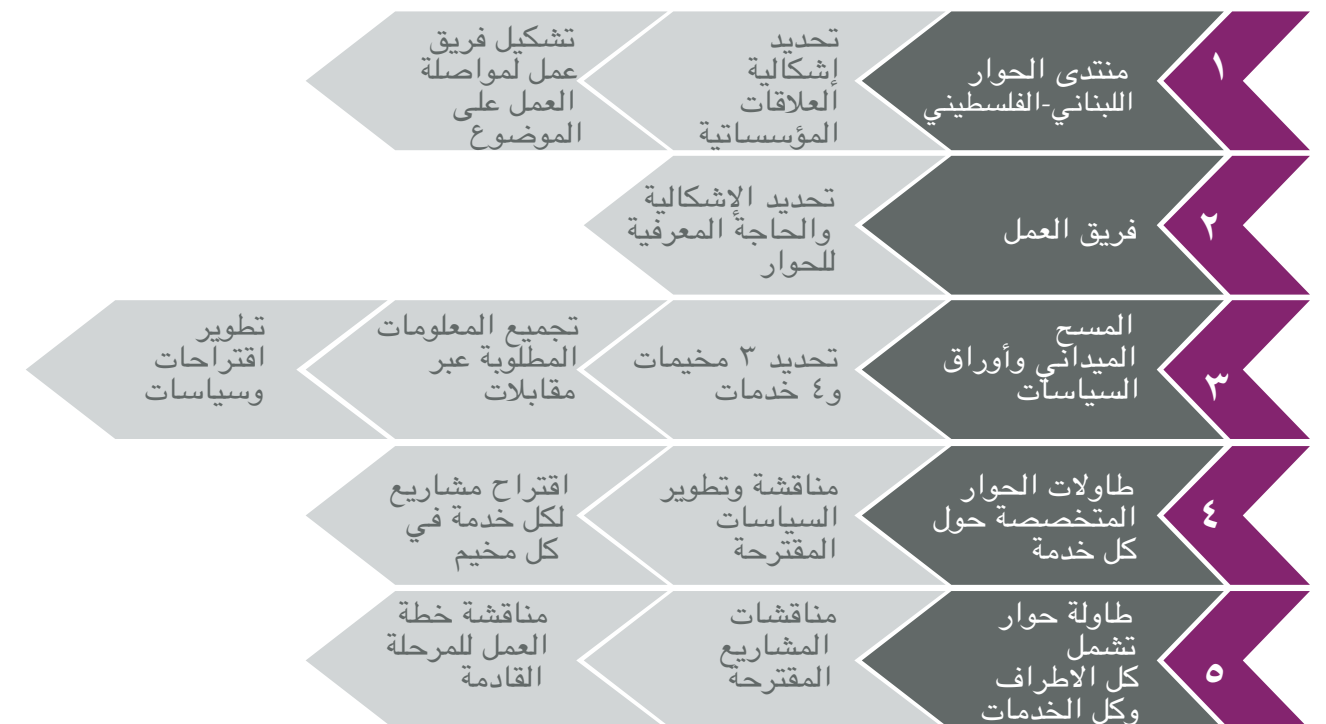 ١
منتدى الحوار
اللبناني-الفلسطيني
تحديد
إشكالية
العلاقات
المؤسساتية
تشكيل فريق
عمل لمواصلة
العمل على
الموضوع
٢
فريق العمل
تحديد الإشكالية
والحاجة المعرفية
للحوار
٣
المسح
الميداني وأوراق
السياسات
تحديد ٣ مخيمات
و٤ خدمات
تجميع المعلومات
المطلوبة عبر
مقابلات
تطوير
اقتراحات
وسياسات
٤
طاولات الحوار
المتخصصة حول
كل خدمة
مناقشة وتطوير
السياسات
المقترحة
اقتراح مشاريع
لكل خدمة في
كل مخيم
٥
طاولة حوار
تشمل
كل الاطراف
وكل الخدمات
مناقشات
المشاريع
المقترحة
مناقشة خطة
العمل للمرحلة
القادمة